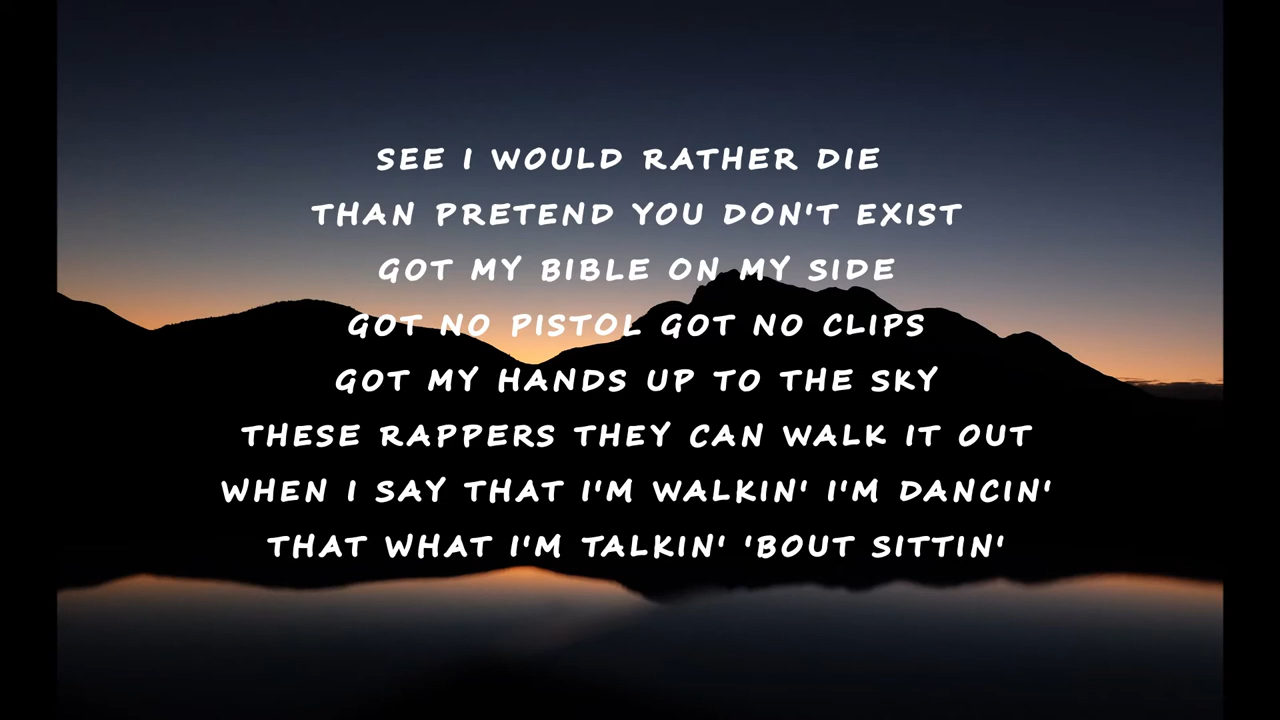 SEE I WOULD RATHER DIE
THAN PRETEND YOU DON'T EXIST
GOT MY BIBLE ON MY SIDE
GOT NO PISTOL GOT NO CLIPS
GOT MY HANDS UP TO THE SKY
THESE RAPPERS THEY CAN WALK IT OUT
WHEN I SAY THAT I'M WALKIN' I'M DANCIN'
THAT WHAT I'M TALKIN' 'BOUT SITTIN'